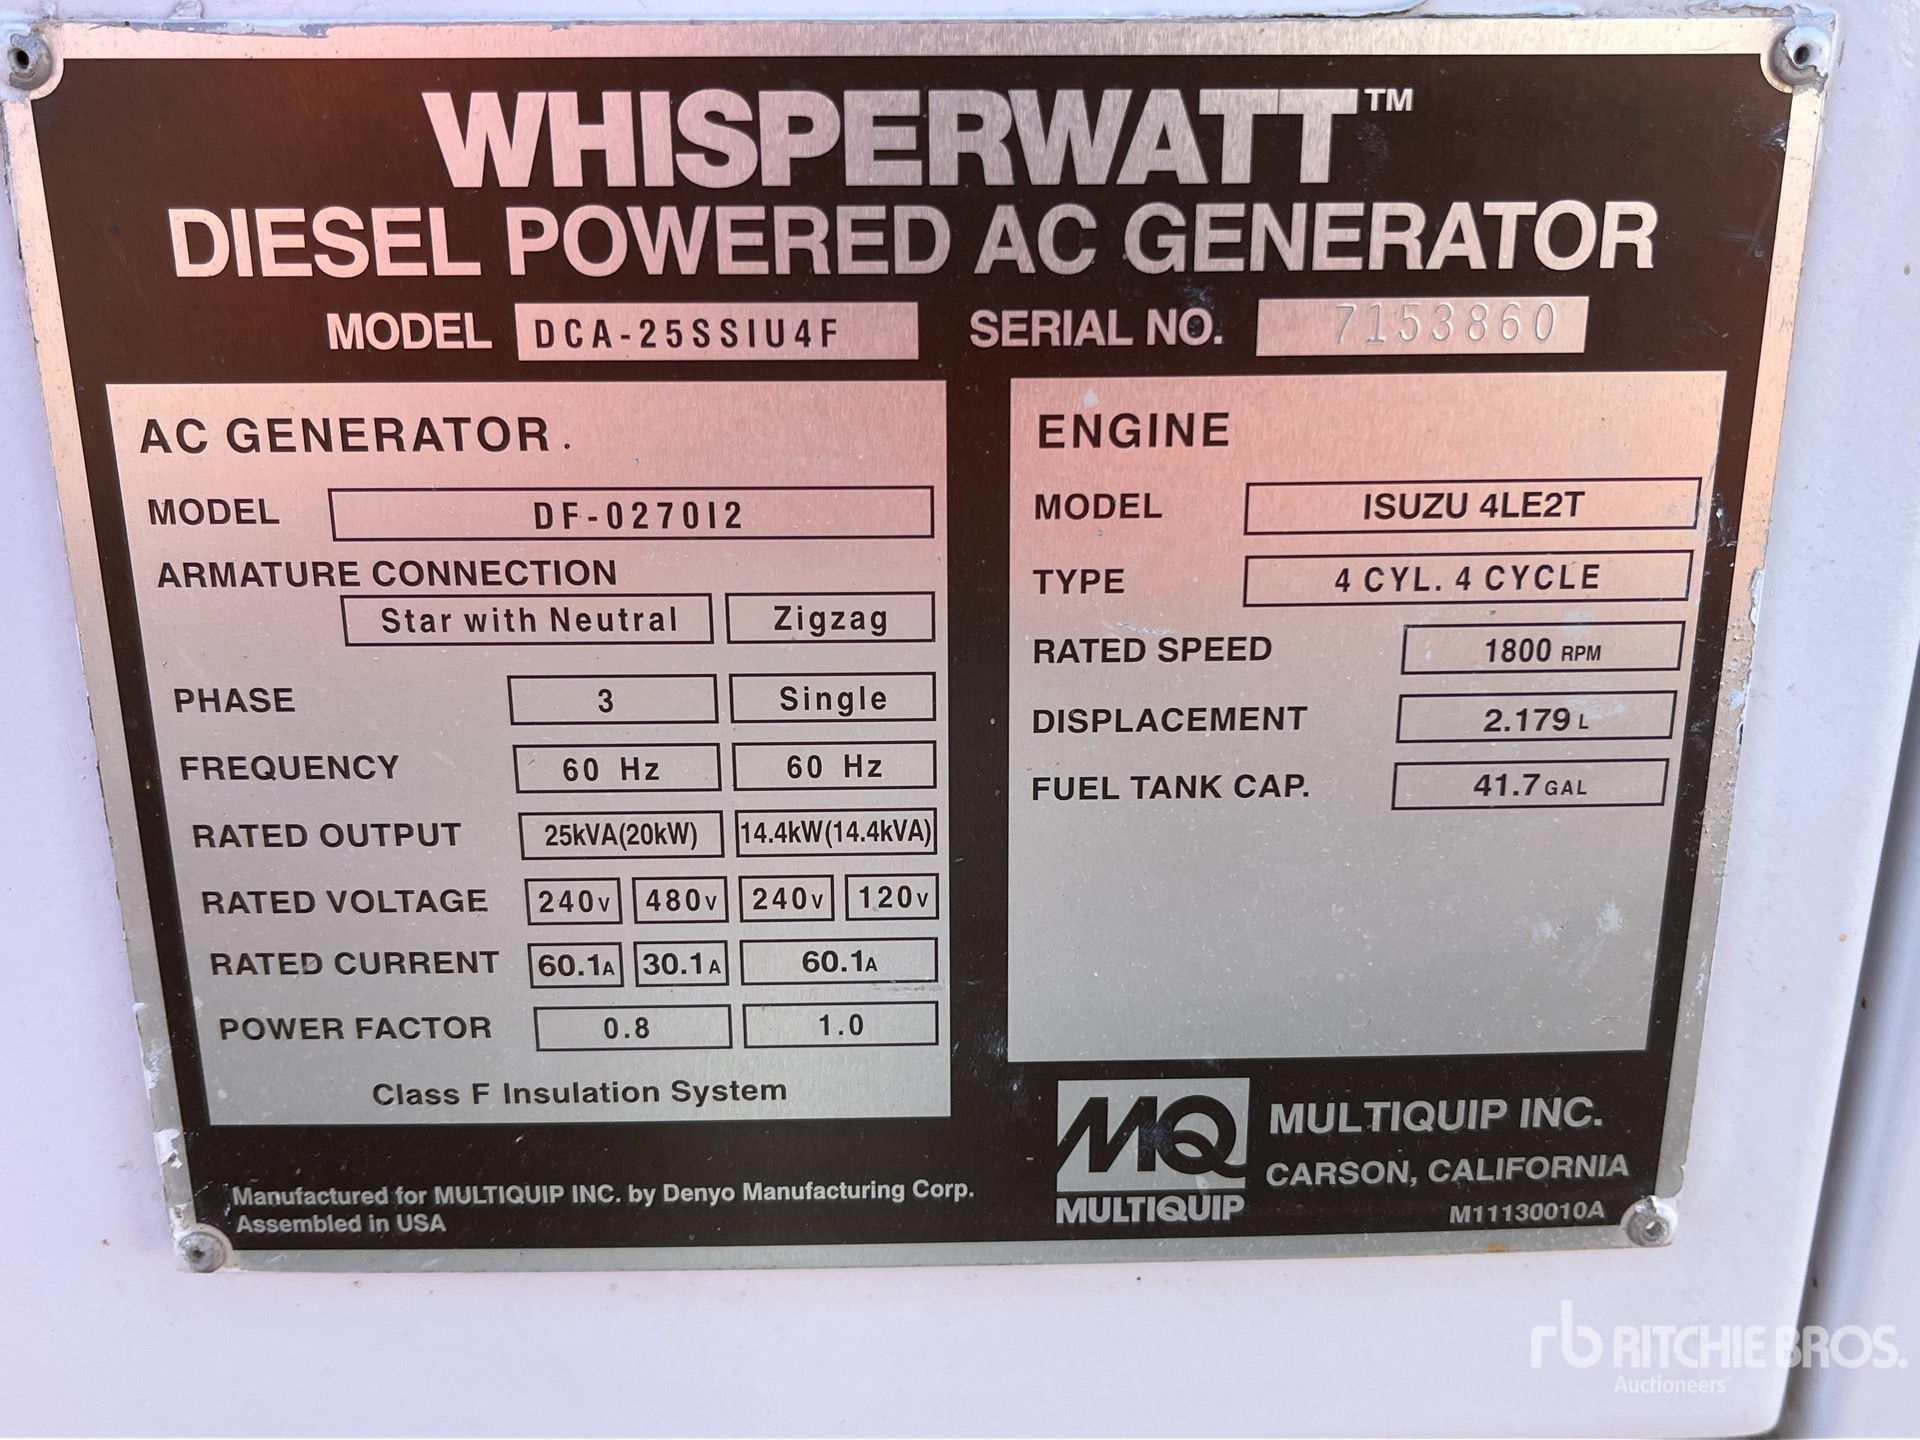 WHISPERWATT™
DIESEL POWERED AC GENERATOR
MODEL DCA-25SSIU4F SERIAL NO. 7153860
AC GENERATOR.
MODEL DF-0270I2
ARMATURE CONNECTION
Star with Neutral Zigzag
PHASE 3 Single
FREQUENCY 60 Hz 60 Hz
RATED OUTPUT 25kVA(20kW) 14.4kW(14.4kVA)
RATED VOLTAGE 240V 480V 240V 120V
RATED CURRENT 60.1A 30.1A 60.1A
POWER FACTOR 0.8 1.0
Class F Insulation System
ENGINE
MODEL ISUZU 4LE2T
TYPE 4 CYL. 4 CYCLE
RATED SPEED 1800 RPM
DISPLACEMENT 2.179 L
FUEL TANK CAP. 41.7 GAL
Manufactured for MULTIQUIP INC. by Denyo Manufacturing Corp.
Assembled in USA
MQ
MULTIQUIP
MULTIQUIP INC.
CARSON, CALIFORNIA
M11130010A
rb RITCHIE BROS.
Auctioneers